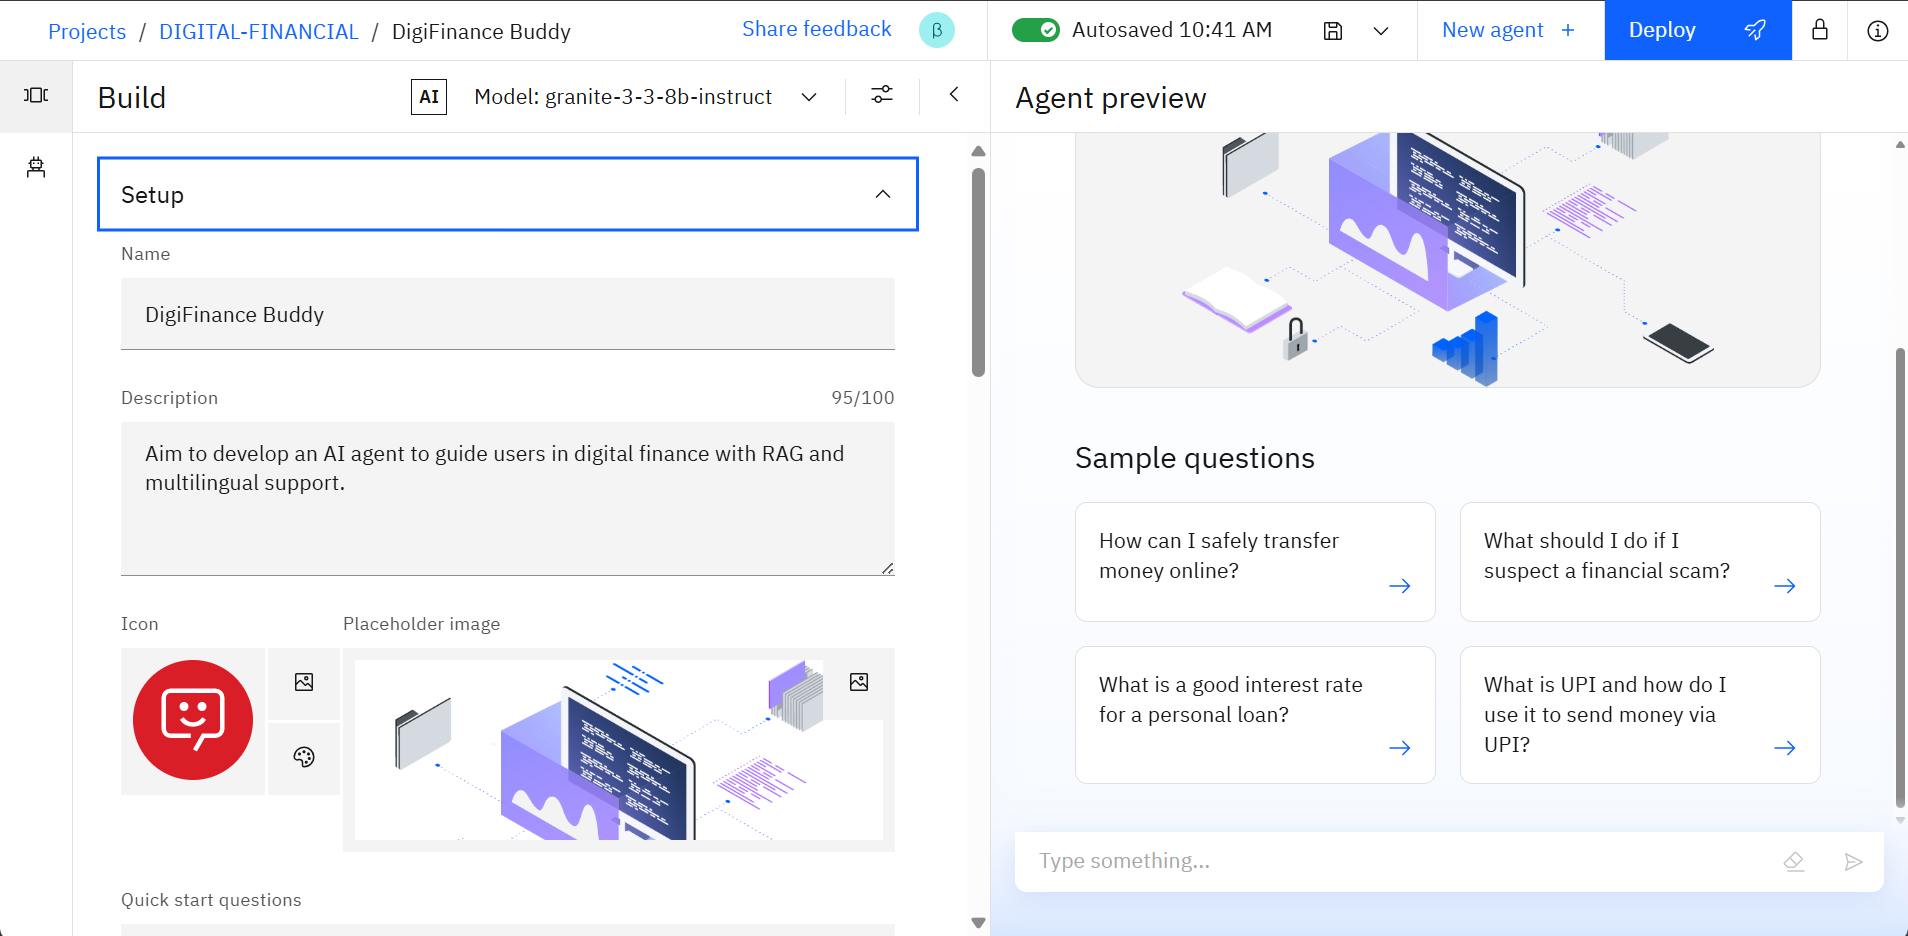 Projects / DIGITAL-FINANCIAL / DigiFinance Buddy
Share feedback
β
Autosaved 10:41 AM
New agent +
Deploy
Build
AI
Model: granite-3-3-8b-instruct
Agent preview
Setup
Name
DigiFinance Buddy
Description
95/100
Aim to develop an AI agent to guide users in digital finance with RAG and
multilingual support.
Icon
Placeholder image
Quick start questions
Sample questions
How can I safely transfer
money online?
What should I do if I
suspect a financial scam?
What is a good interest rate
for a personal loan?
What is UPI and how do I
use it to send money via
UPI?
Type something...